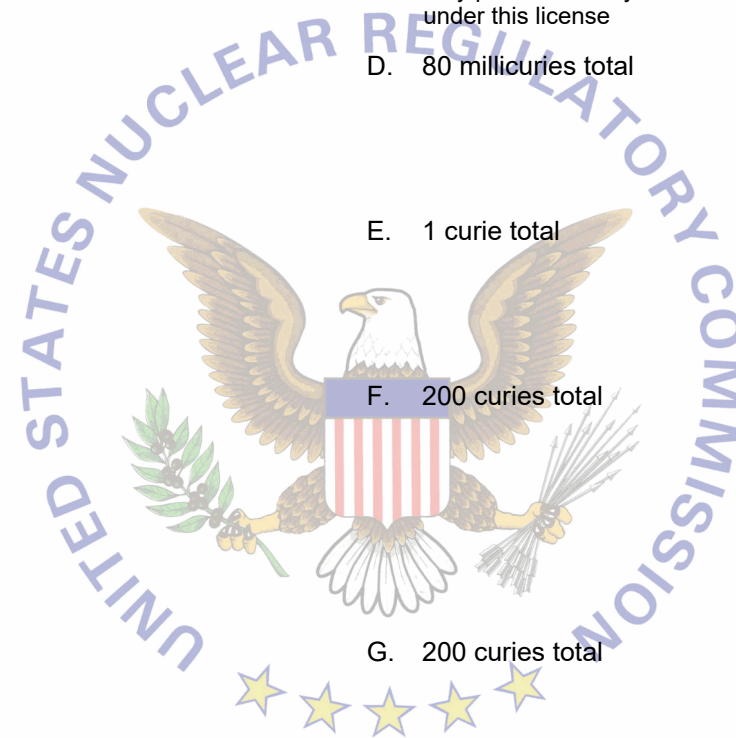 under this license
D. 80 millicuries total
E. 1 curie total
F. 200 curies total
G. 200 curies total
UNITED STATES NUCLEAR REGULATORY COMMISSION